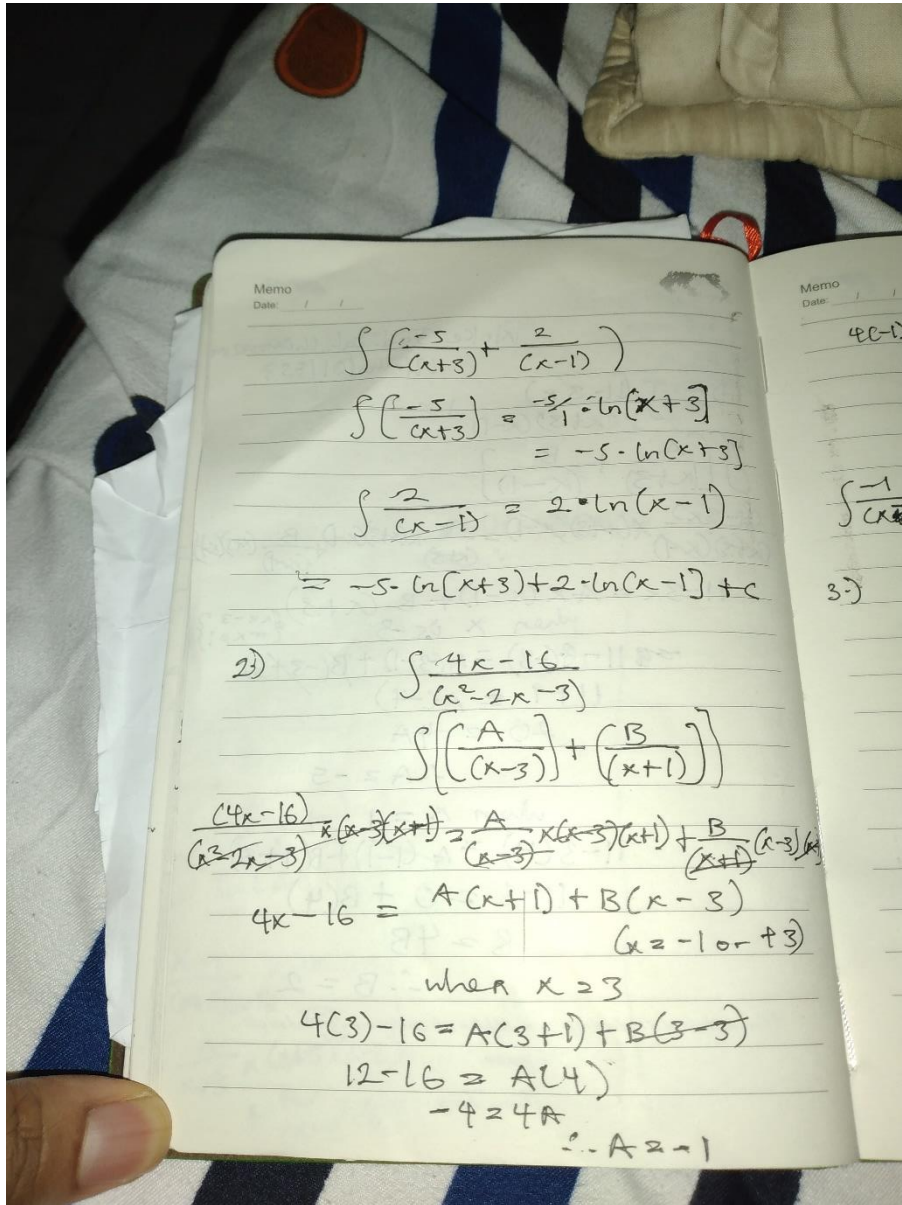 Memo
Date: / /
∫ (-5/(x+3) + 2/(x-1))
∫ (-5/(x+3)) = -5/1 · ln[x+3]
= -5 · ln(x+3]
∫ 2/(x-1) = 2 · ln(x-1)
= -5 · ln[x+3) + 2 · ln(x-1] + c
2.)
∫ 4x-16/(x²-2x-3)
∫[(A/(x-3)) + (B/(x+1))]
(4x-16)/(x²-2x-3) × (x-3)(x+1) = A/(x-3) × (x-3)(x+1) + B/(x+1) (x-3)(x
4x-16 = A(x+1) + B(x-3)
(x = -1 or +3)
when x = 3
4(3)-16 = A(3+1) + B(3-3)
12-16 = A(4)
-4 = 4A
∴ A = -1
Memo
Date: / /
4(-1)
∫ -1/(x
3.)